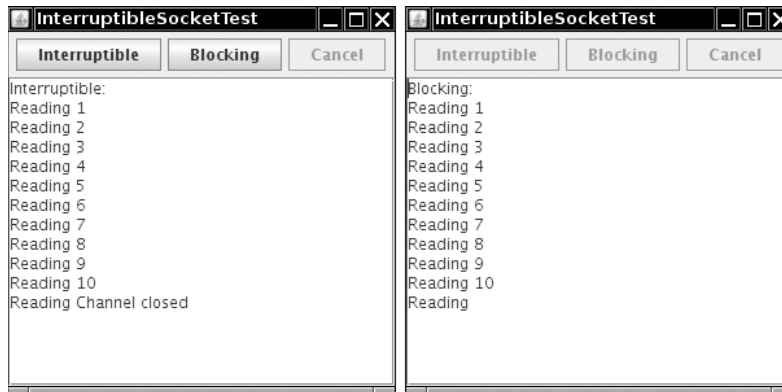 InterruptibleSocketTest
Interruptible Blocking Cancel
Interruptible:
Reading 1
Reading 2
Reading 3
Reading 4
Reading 5
Reading 6
Reading 7
Reading 8
Reading 9
Reading 10
Reading Channel closed
InterruptibleSocketTest
Interruptible Blocking Cancel
Blocking:
Reading 1
Reading 2
Reading 3
Reading 4
Reading 5
Reading 6
Reading 7
Reading 8
Reading 9
Reading 10
Reading